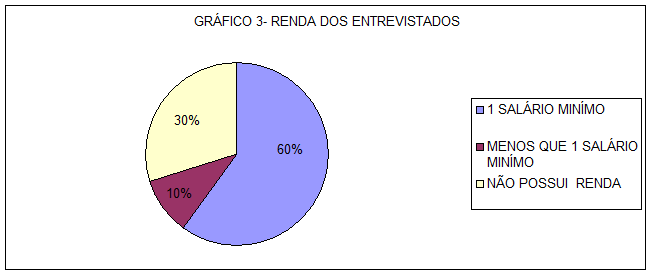 GRÁFICO 3- RENDA DOS ENTREVISTADOS
30%
60%
10%
1 SALÁRIO MINÍMO
MENOS QUE 1 SALÁRIO
MINÍMO
NÃO POSSUI  RENDA